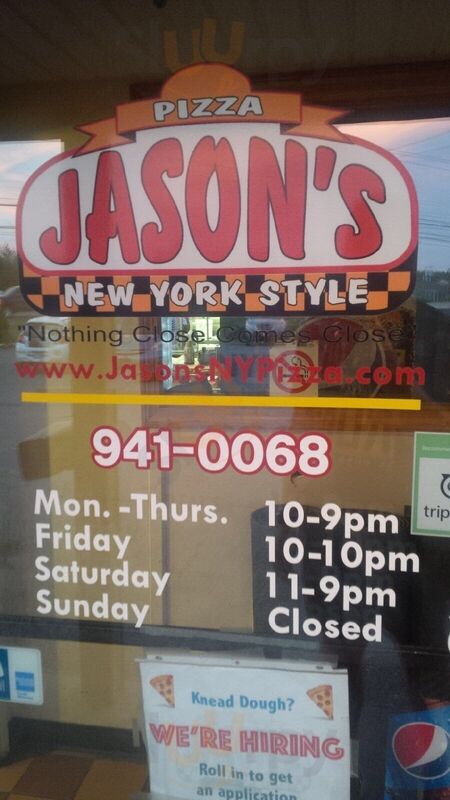 PIZZA
JASON'S
NEW YORK STYLE
"Nothing Close Comes Close"
www.JasonsNYPizza.com
941-0068
Mon. -Thurs. 10-9pm
Friday 10-10pm
Saturday 11-9pm
Sunday Closed
trip
Knead Dough?
WE'RE HIRING
Roll in to get
an application